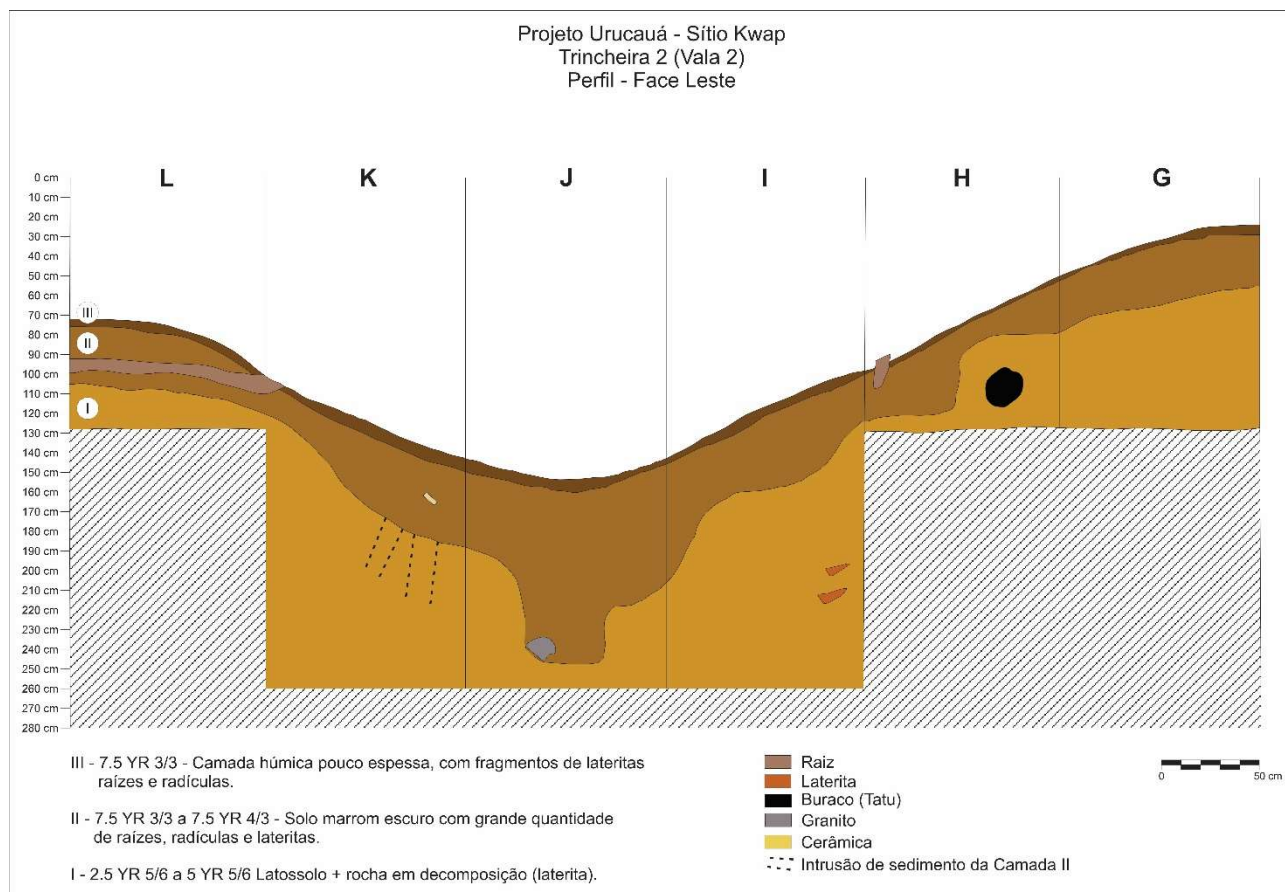 Projeto Urucauá - Sítio Kwap
Trincheira 2 (Vala 2)
Perfil - Face Leste
L K J I H G
0 cm
10 cm
20 cm
30 cm
40 cm
50 cm
60 cm
70 cm
80 cm
90 cm
100 cm
110 cm
120 cm
130 cm
140 cm
150 cm
160 cm
170 cm
180 cm
190 cm
200 cm
210 cm
220 cm
230 cm
240 cm
250 cm
260 cm
270 cm
280 cm
III
II
I
III - 7.5 YR 3/3 - Camada húmica pouco espessa, com fragmentos de lateritas
raízes e radículas.
II - 7.5 YR 3/3 a 7.5 YR 4/3 - Solo marrom escuro com grande quantidade
de raízes, radículas e lateritas.
I - 2.5 YR 5/6 a 5 YR 5/6 Latossolo + rocha em decomposição (laterita).
Raiz
Laterita
Buraco (Tatu)
Granito
Cerâmica
Intrusão de sedimento da Camada II
0 50 cm